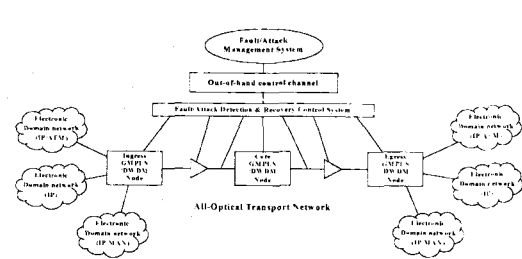 Fault/Attack
Management System
Out-of-hand control channel
Fault/Attack Detection & Recovery Control System
Electronic
Domain network
(IP/ATM)
Electronic
Domain network
(IP)
Electronic
Domain network
(IP/MAN)
Ingress
GMPLS
DWDM
Node
Core
GMPLS
DWDM
Node
Egress
GMPLS
DWDM
Node
All-Optical Transport Network
Electronic
Domain network
(IP/ATM)
Electronic
Domain network
(IP)
Electronic
Domain network
(IP/MAN)